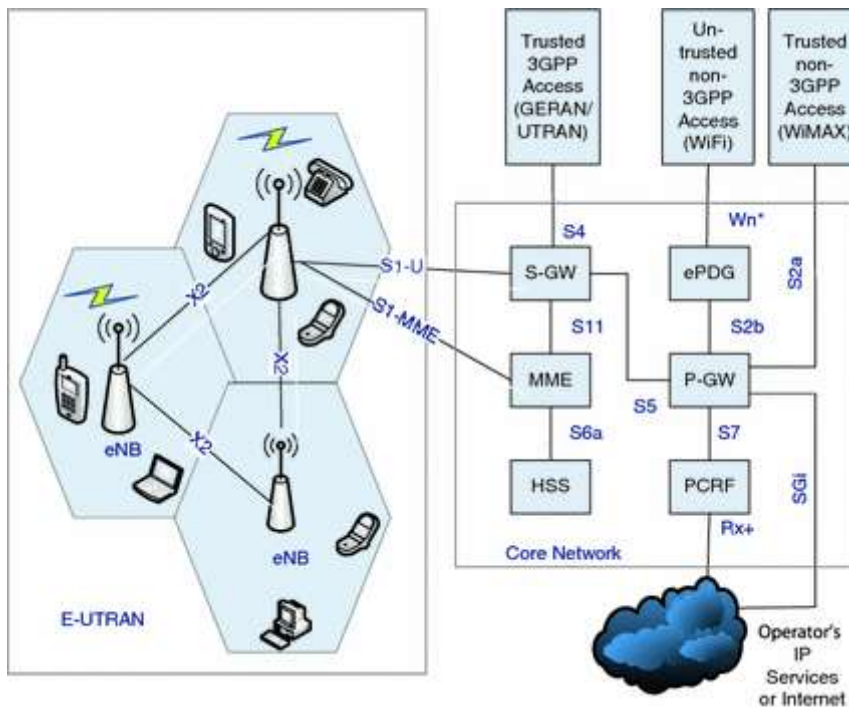 Trusted
3GPP
Access
(GERAN/
UTRAN)
Un-
trusted
non-
3GPP
Access
(WiFi)
Trusted
non-
3GPP
Access
(WiMAX)
S4
Wn*
S2a
S1-U
S-GW
ePDG
X2
S1-MME
S11
S2b
X2
MME
P-GW
S5
eNB
X2
S6a
S7
HSS
PCRF
SGi
Rx+
eNB
Core Network
E-UTRAN
Operator's
IP
Services
or Internet